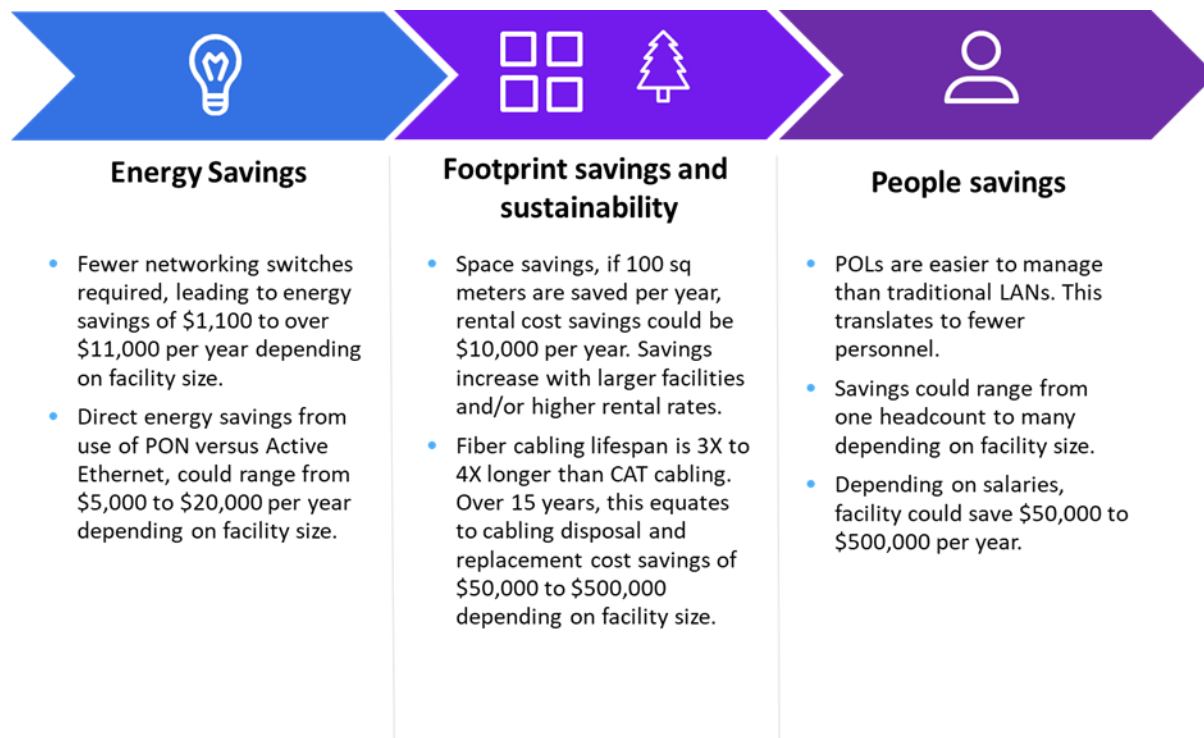 Energy Savings
• Fewer networking switches
required, leading to energy
savings of $1,100 to over
$11,000 per year depending
on facility size.
• Direct energy savings from
use of PON versus Active
Ethernet, could range from
$5,000 to $20,000 per year
depending on facility size.
Footprint savings and
sustainability
• Space savings, if 100 sq
meters are saved per year,
rental cost savings could be
$10,000 per year. Savings
increase with larger facilities
and/or higher rental rates.
• Fiber cabling lifespan is 3X to
4X longer than CAT cabling.
Over 15 years, this equates
to cabling disposal and
replacement cost savings of
$50,000 to $500,000
depending on facility size.
People savings
• POLs are easier to manage
than traditional LANs. This
translates to fewer
personnel.
• Savings could range from
one headcount to many
depending on facility size.
• Depending on salaries,
facility could save $50,000 to
$500,000 per year.